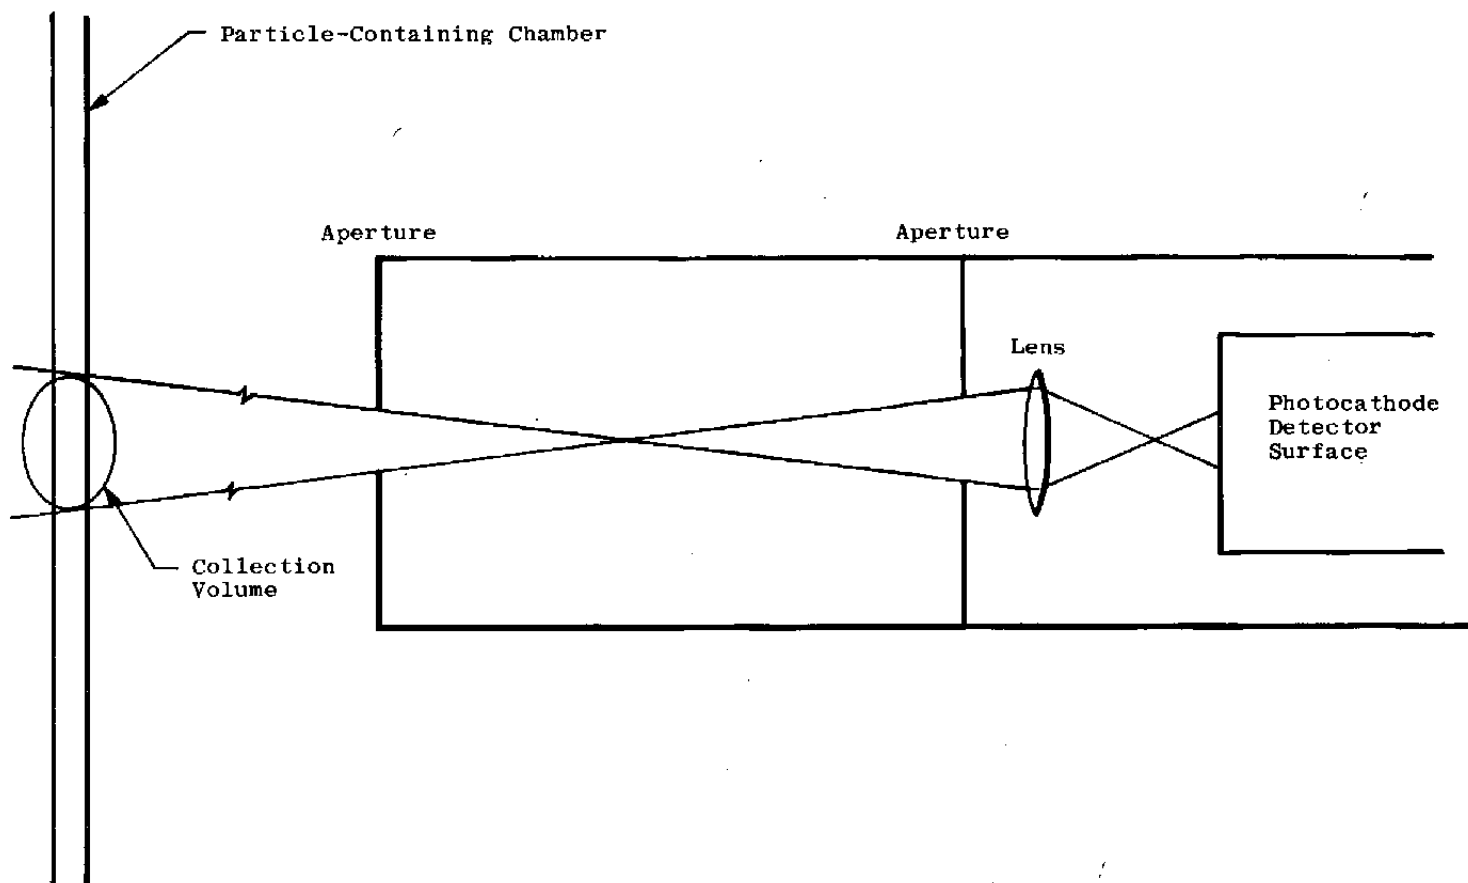 Particle-Containing Chamber
Aperture
Aperture
Lens
Photocathode
Detector
Surface
Collection
Volume